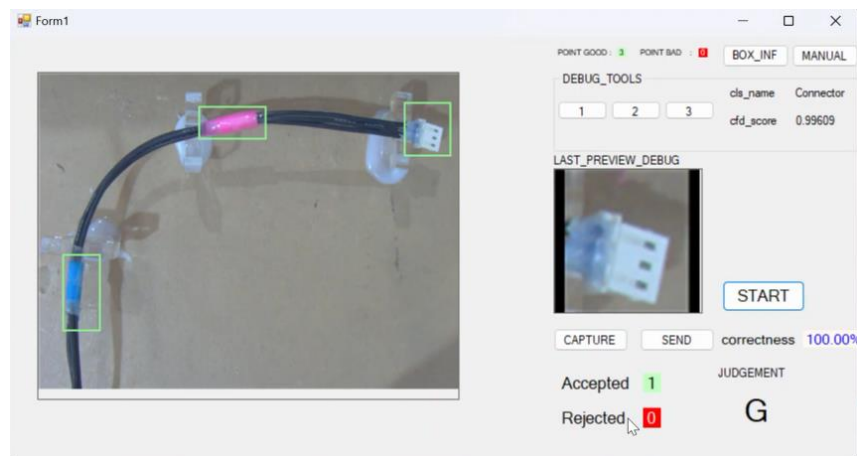 Form1
POINT GOOD : 3 POINT BAD : 0
BOX_INF MANUAL
DEBUG_TOOLS
1 2 3
cls_name Connector
cfd_score 0.99609
LAST_PREVIEW_DEBUG
START
CAPTURE SEND correctness 100.00%
Accepted 1
JUDGEMENT
Rejected 0
G